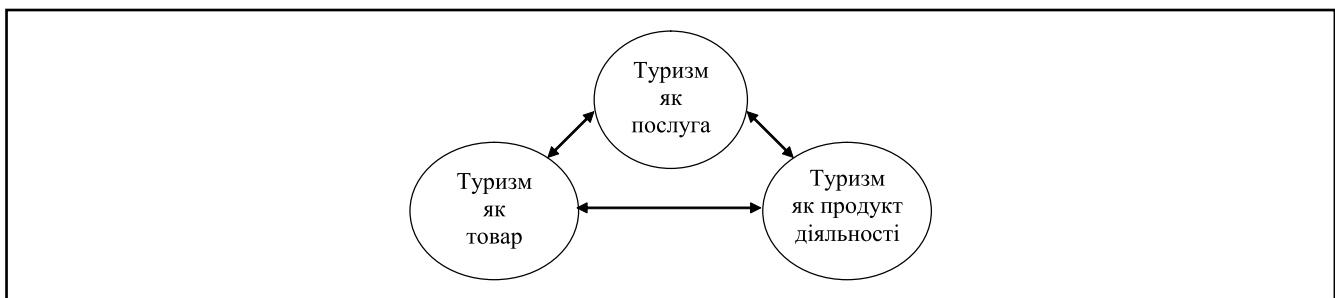 Туризм
як
послуга
Туризм
як
товар
Туризм
як продукт
діяльності